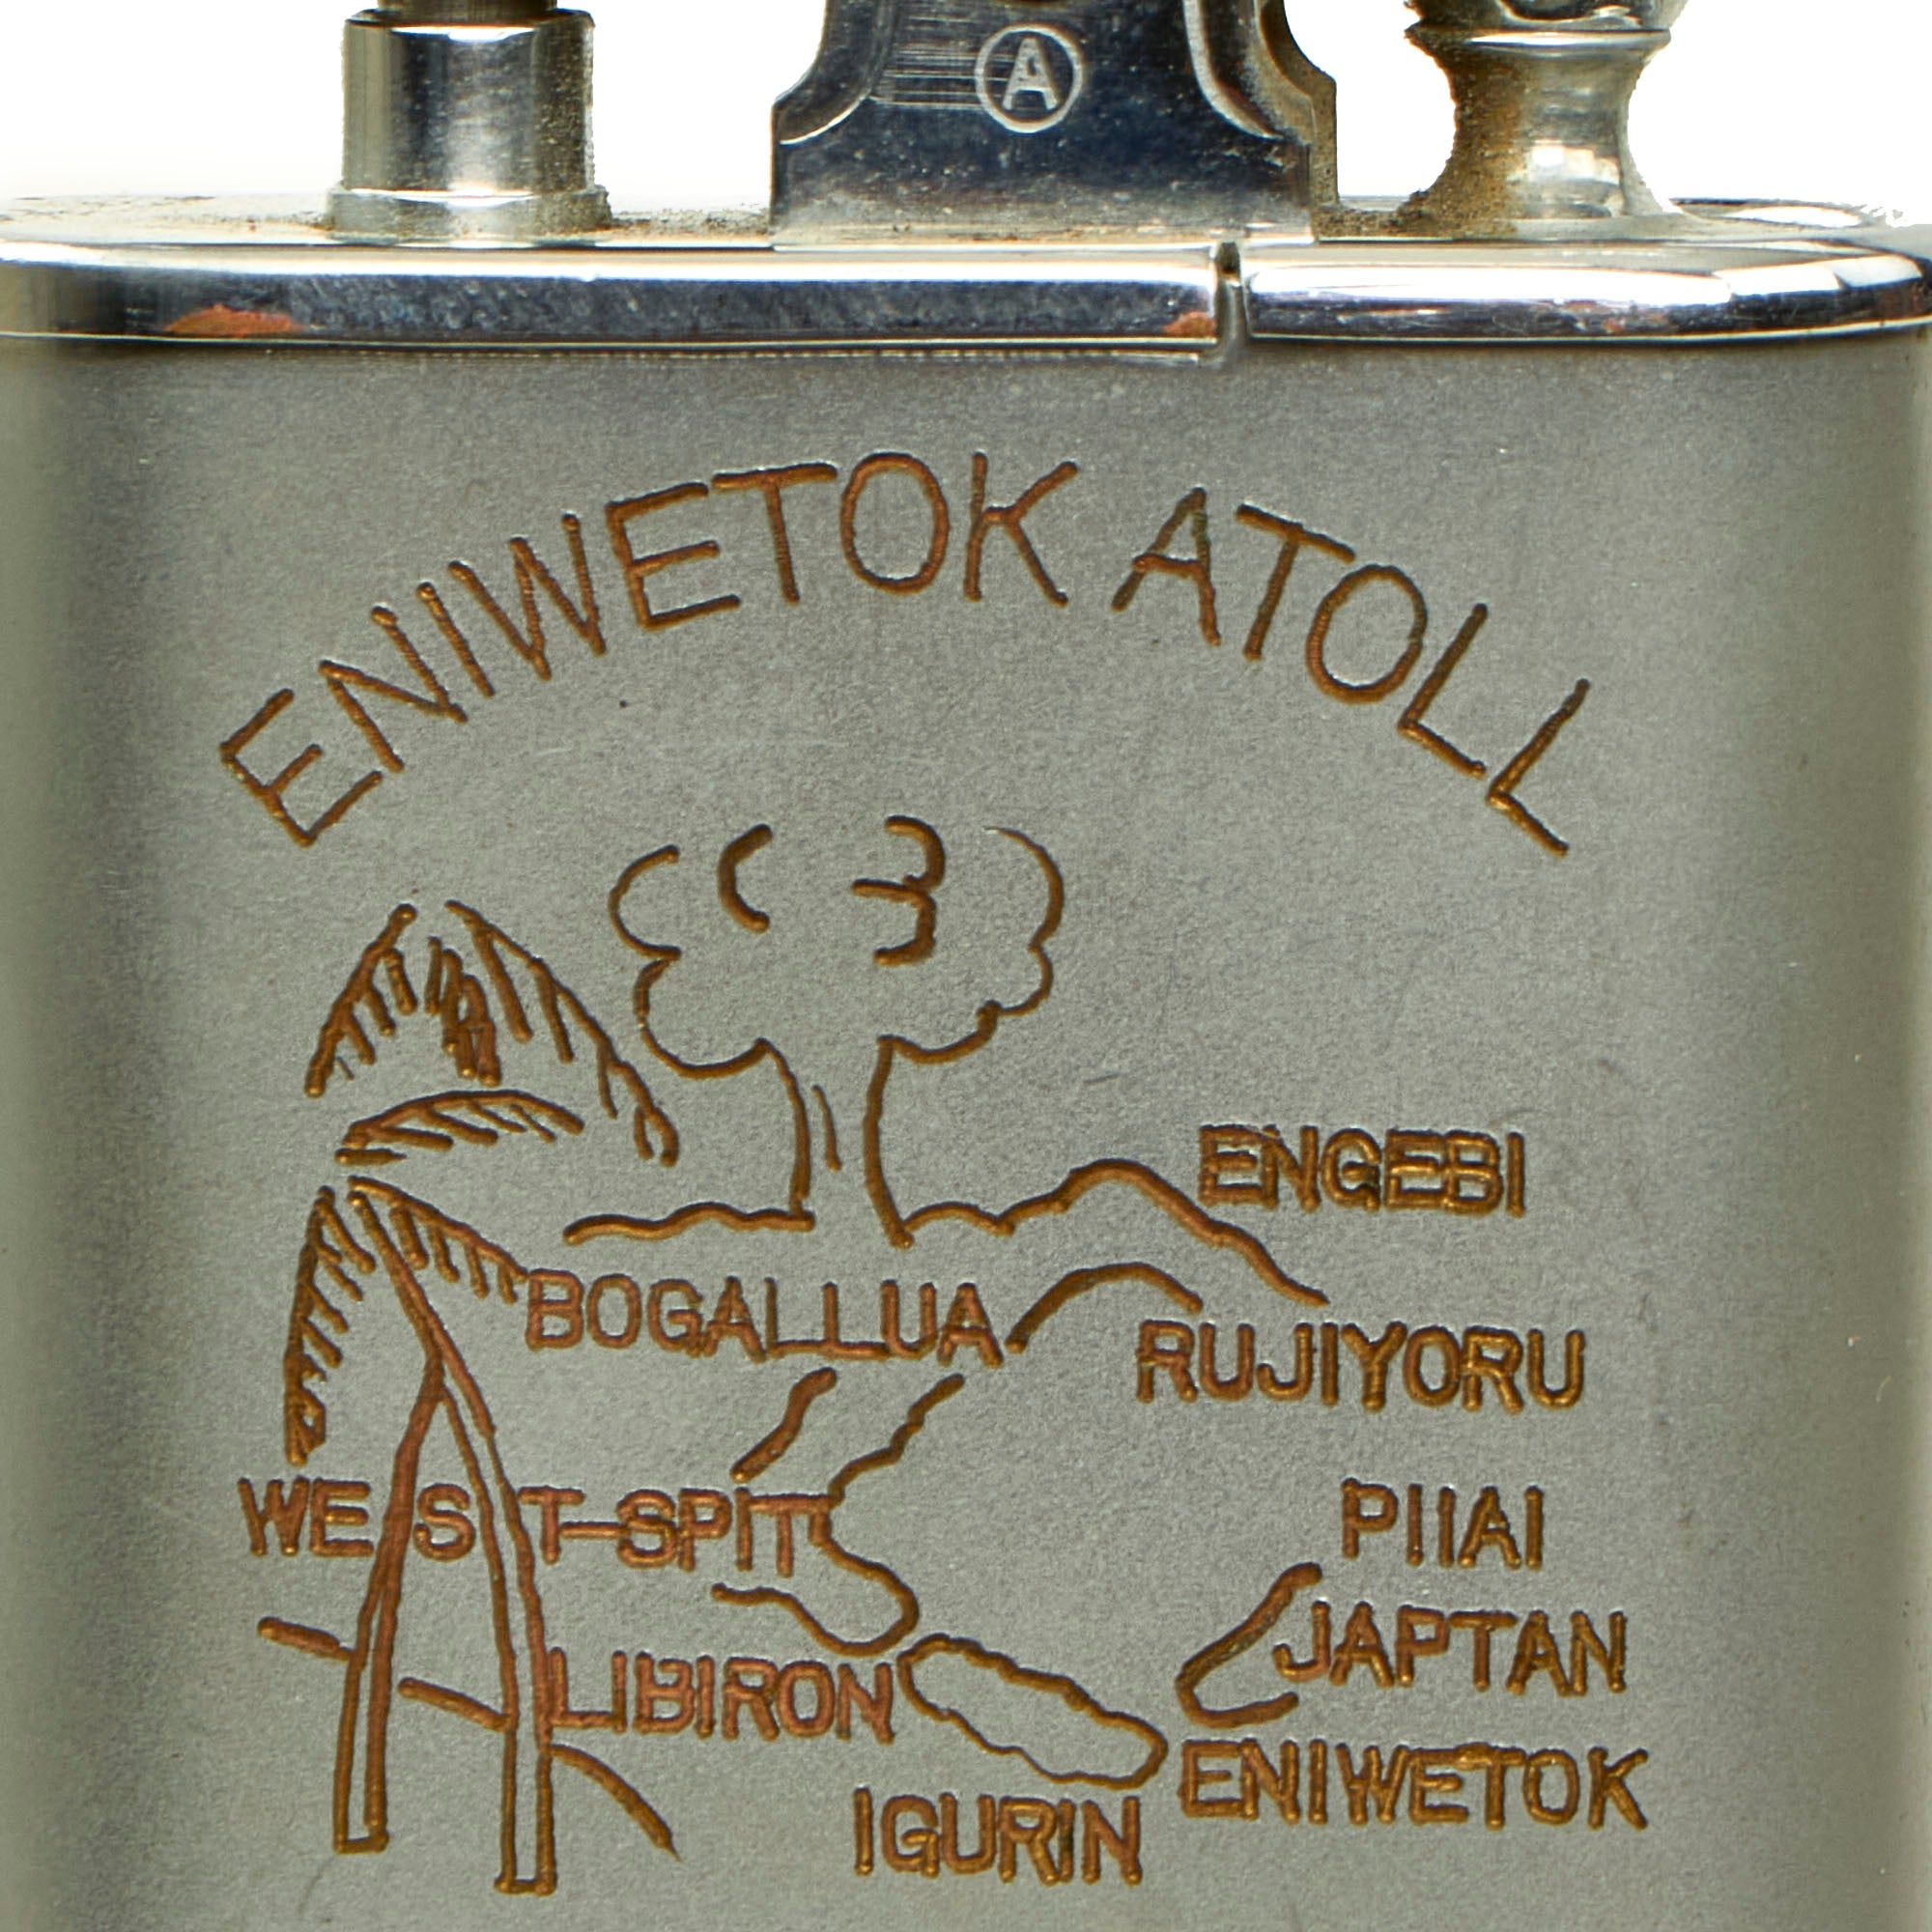 A
ENIWETOK ATOLL
ENGEBI
BOGALLUA
RUJIYORU
WEST-SPIT
PIIAI
JAPTAN
LIBIRON
ENIWETOK
IGURIN